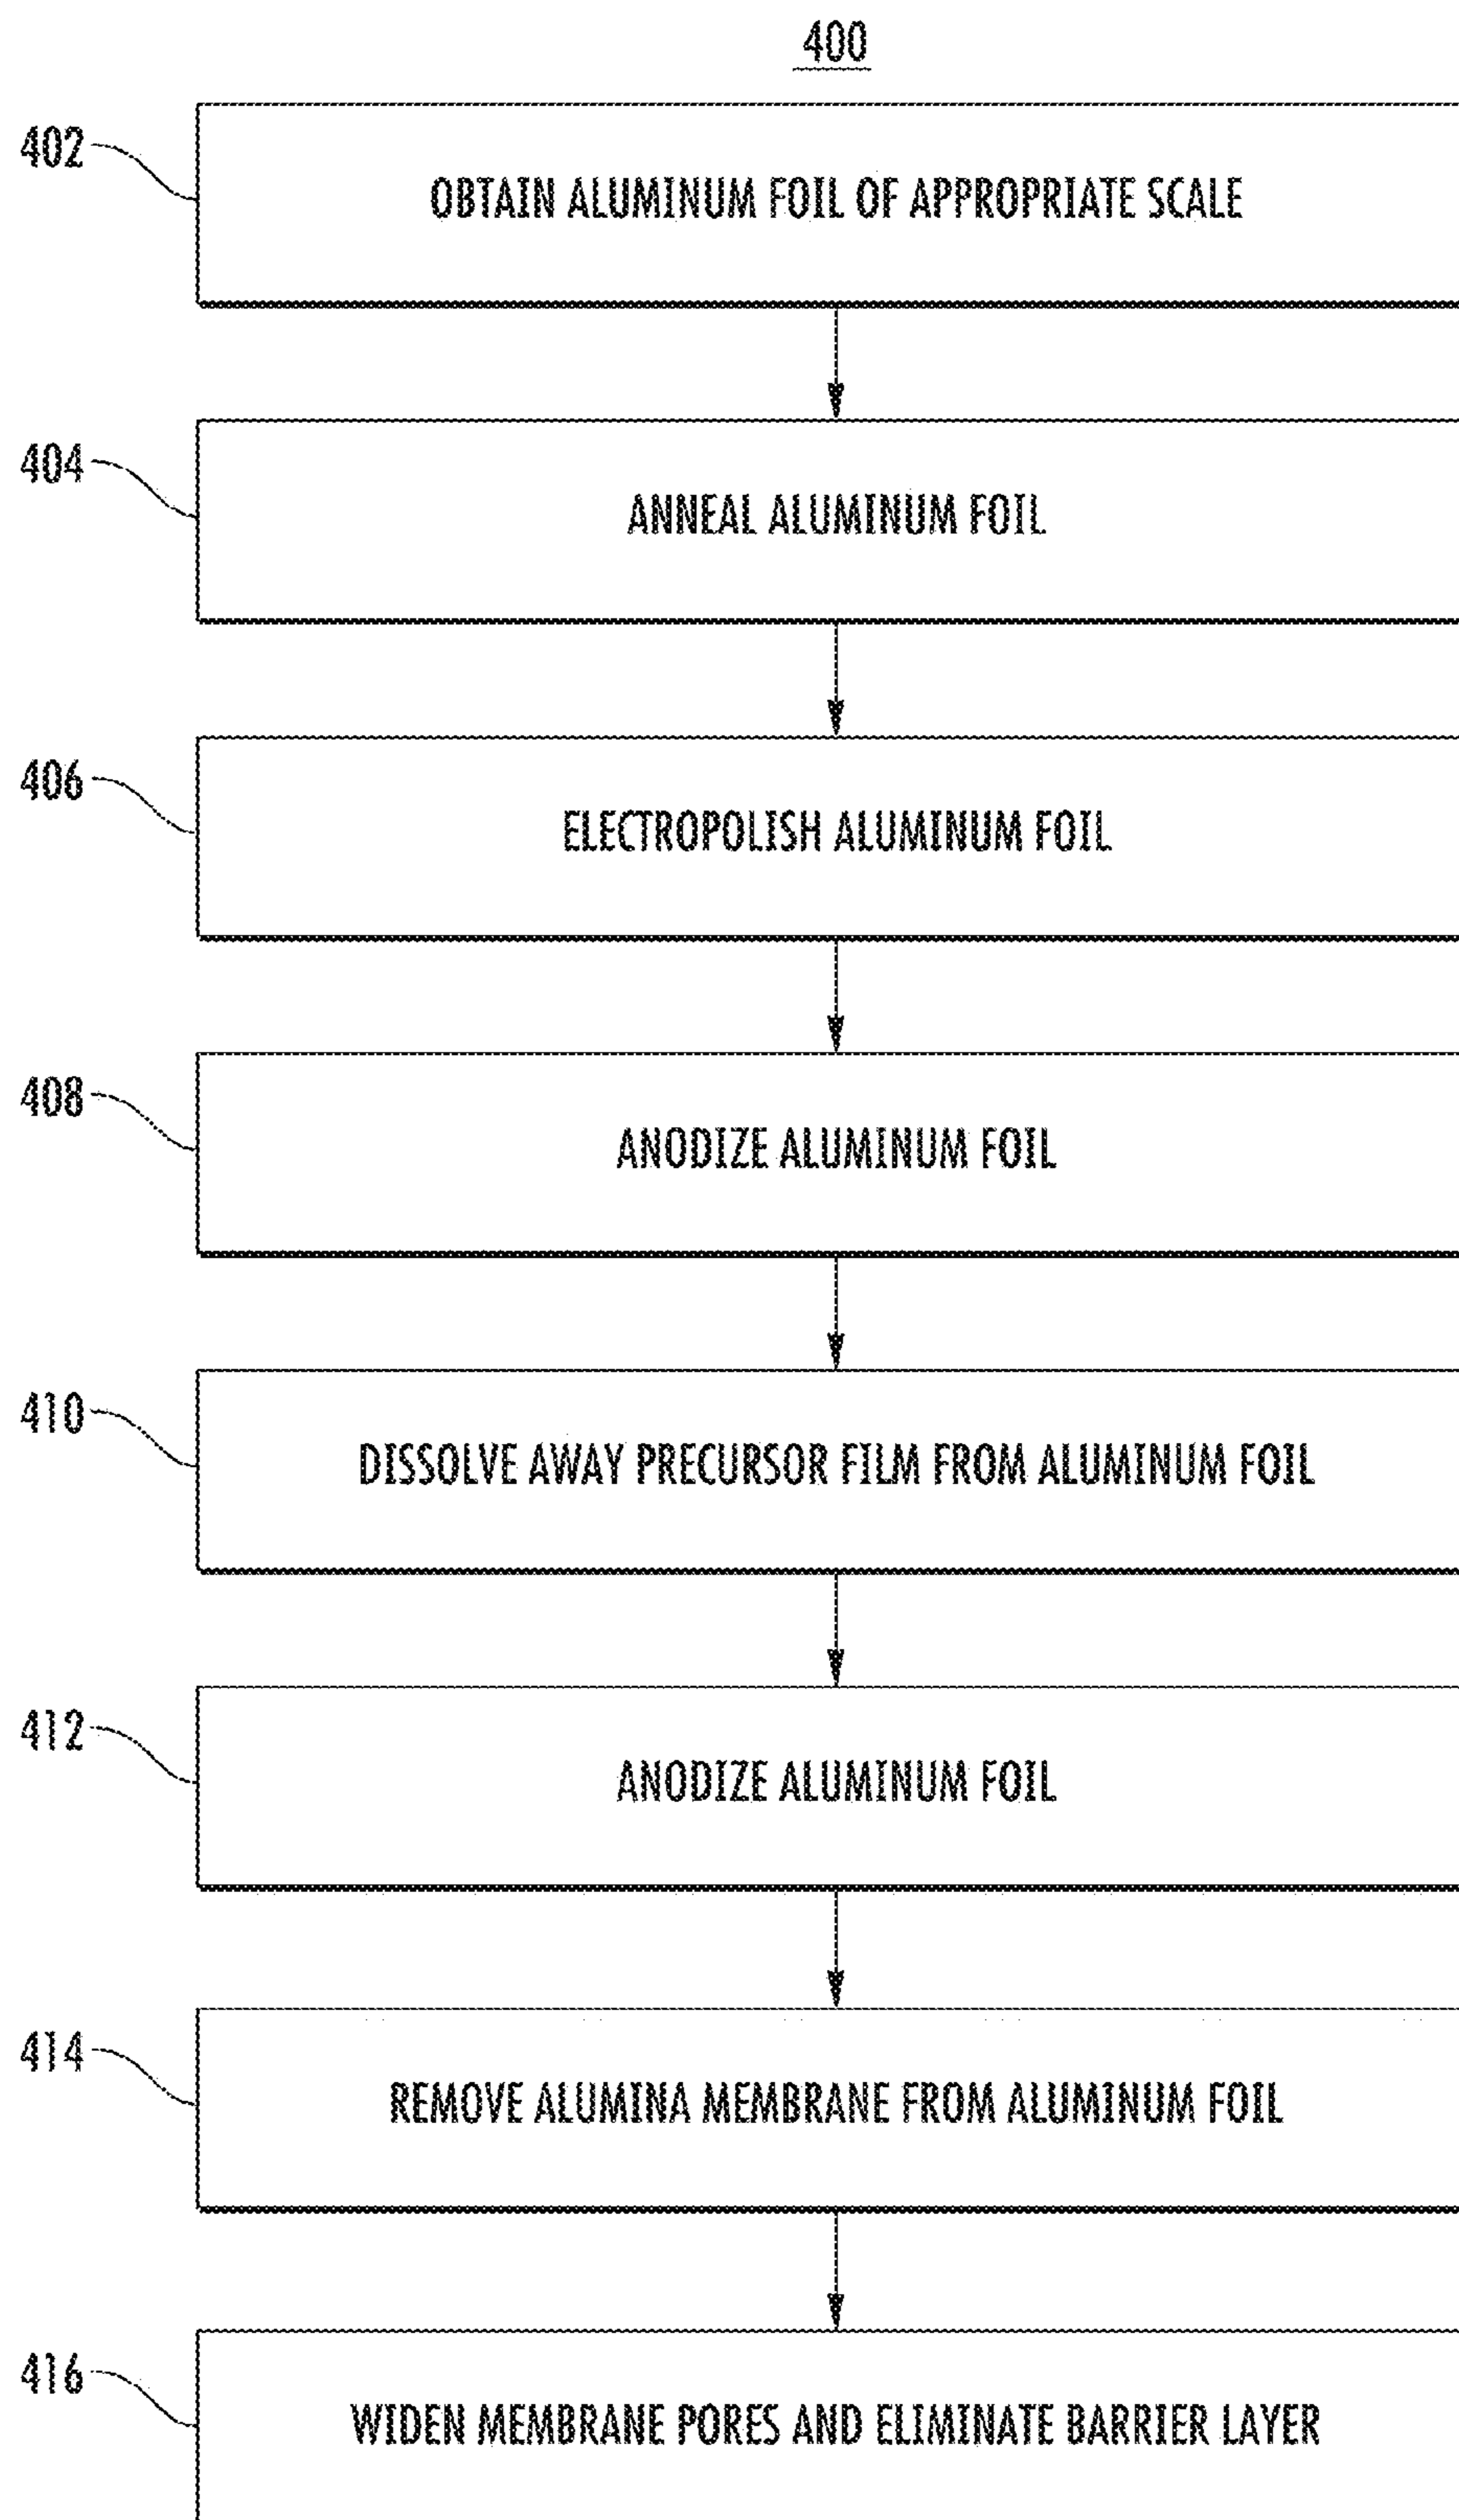 400
402
OBTAIN ALUMINUM FOIL OF APPROPRIATE SCALE
404
ANNEAL ALUMINUM FOIL
406
ELECTROPOLISH ALUMINUM FOIL
408
ANODIZE ALUMINUM FOIL
410
DISSOLVE AWAY PRECURSOR FILM FROM ALUMINUM FOIL
412
ANODIZE ALUMINUM FOIL
414
REMOVE ALUMINA MEMBRANE FROM ALUMINUM FOIL
416
WIDEN MEMBRANE PORES AND ELIMINATE BARRIER LAYER